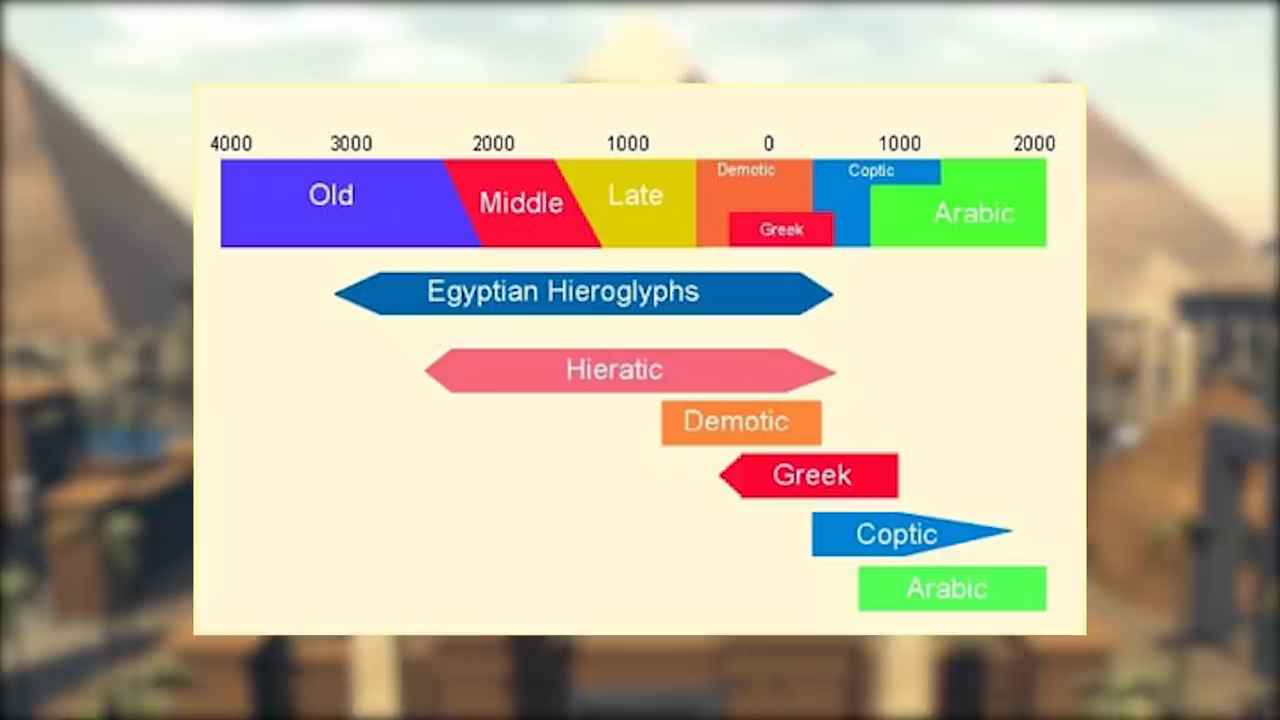 4000 3000 2000 1000 0 1000 2000
Demotic Coptic
Old Middle Late Arabic
Greek
Egyptian Hieroglyphs
Hieratic
Demotic
Greek
Coptic
Arabic